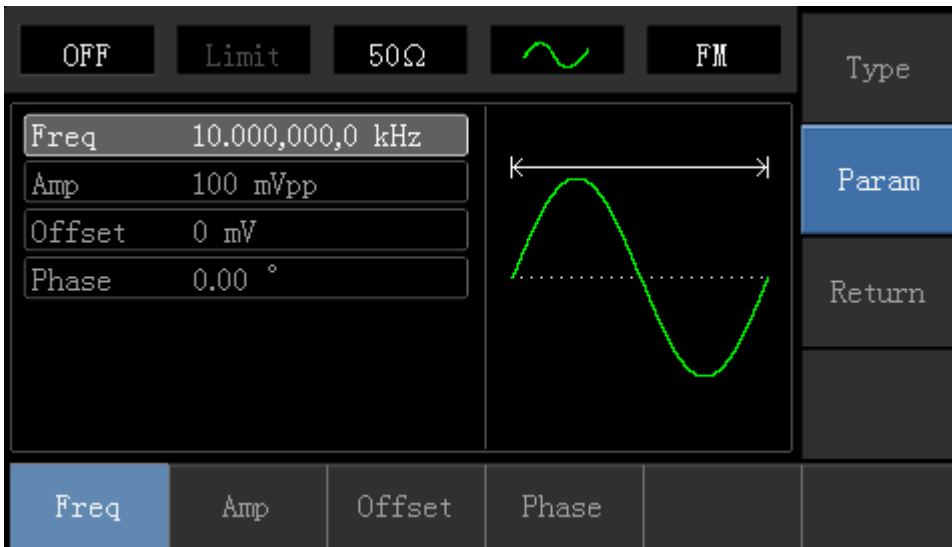 OFF Limit 50Ω FM
Type
Freq 10.000,000,0 kHz
Amp 100 mVpp
Param
Offset 0 mV
Phase 0.00 °
Return
Freq Amp Offset Phase